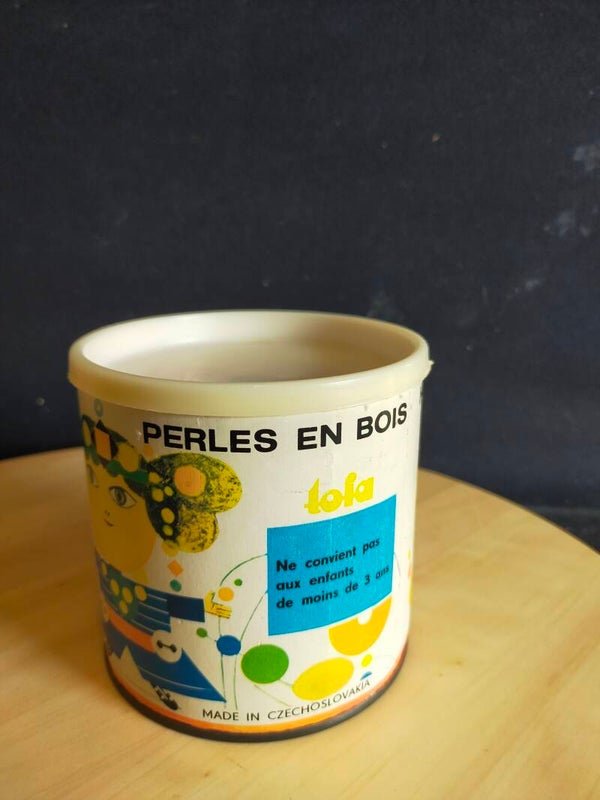 PERLES EN BOIS
tofa
Ne convient pas
aux enfants
de moins de 3 ans
MADE IN CZECHOSLOVAKIA